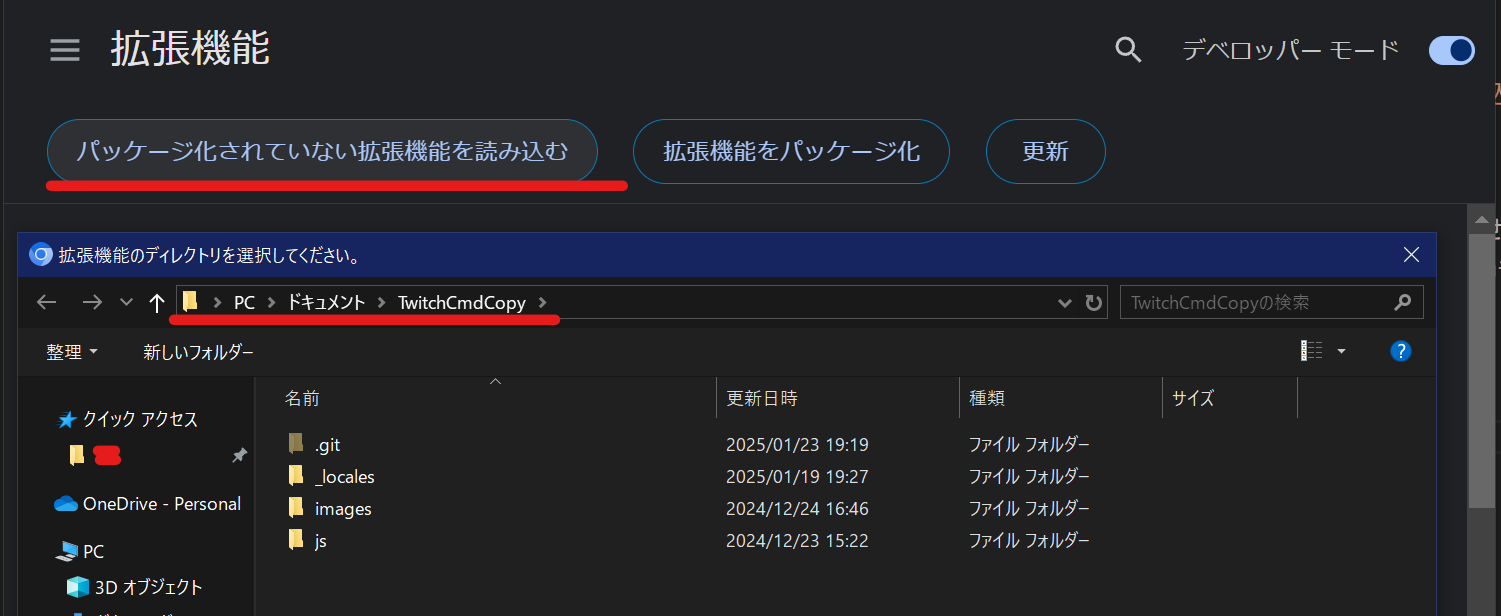 拡張機能
デベロッパー モード
パッケージ化されていない拡張機能を読み込む
拡張機能をパッケージ化
更新
拡張機能のディレクトリを選択してください。
PC
ドキュメント
TwitchCmdCopy
TwitchCmdCopyの検索
整理
新しいフォルダー
名前
更新日時
種類
サイズ
クイック アクセス
OneDrive - Personal
PC
3D オブジェクト
.git 2025/01/23 19:19 ファイル フォルダー
_locales 2025/01/19 19:27 ファイル フォルダー
images 2024/12/24 16:46 ファイル フォルダー
js 2024/12/23 15:22 ファイル フォルダー